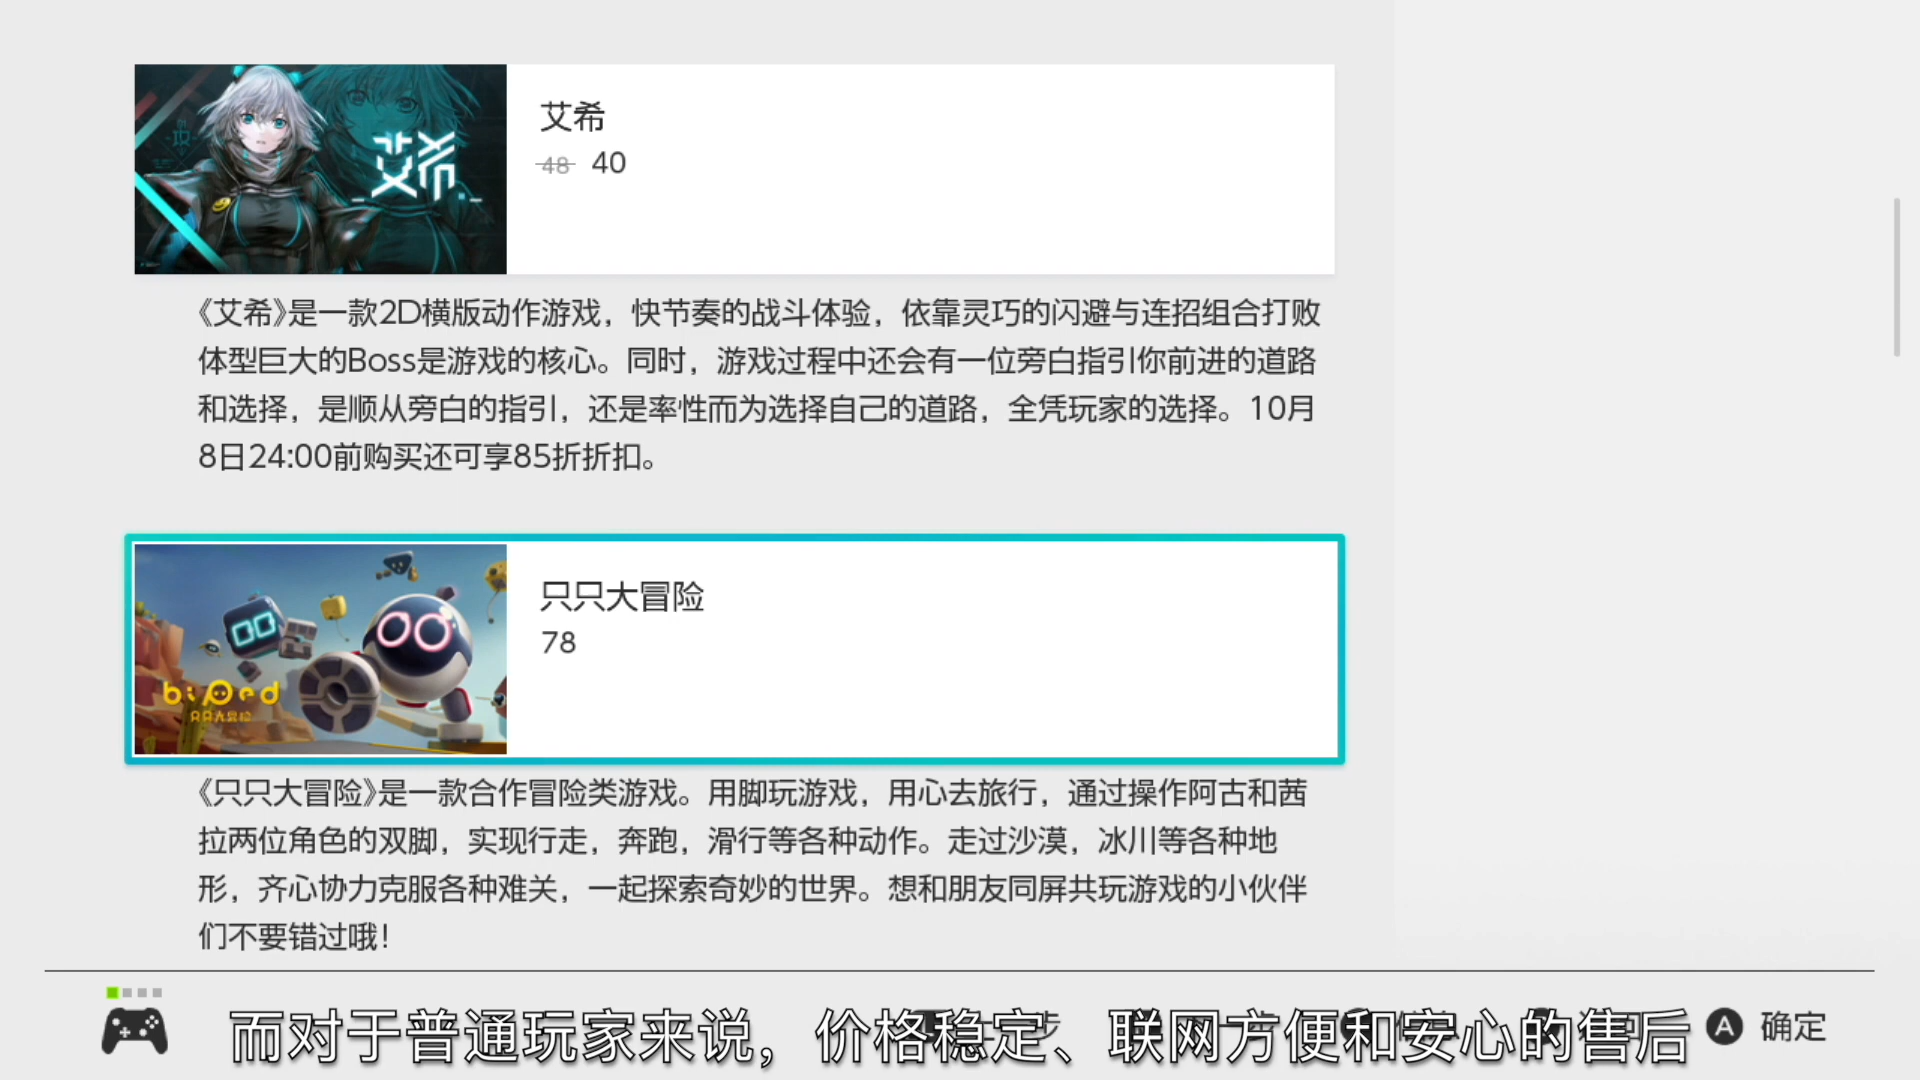 艾希
艾希
48 40
《艾希》是一款2D横版动作游戏，快节奏的战斗体验，依靠灵巧的闪避与连招组合打败
体型巨大的Boss是游戏的核心。同时，游戏过程中还会有一位旁白指引你前进的道路
和选择，是顺从旁白的指引，还是率性而为选择自己的道路，全凭玩家的选择。10月
8日24:00前购买还可享85折折扣。
只只大冒险
78
biped
只只大冒险
《只只大冒险》是一款合作冒险类游戏。用脚玩游戏，用心去旅行，通过操作阿古和茜
拉两位角色的双脚，实现行走，奔跑，滑行等各种动作。走过沙漠，冰川等各种地
形，齐心协力克服各种难关，一起探索奇妙的世界。想和朋友同屏共玩游戏的小伙伴
们不要错过哦！
而对于普通玩家来说，价格稳定、联网方便和安心的售后
A 确定